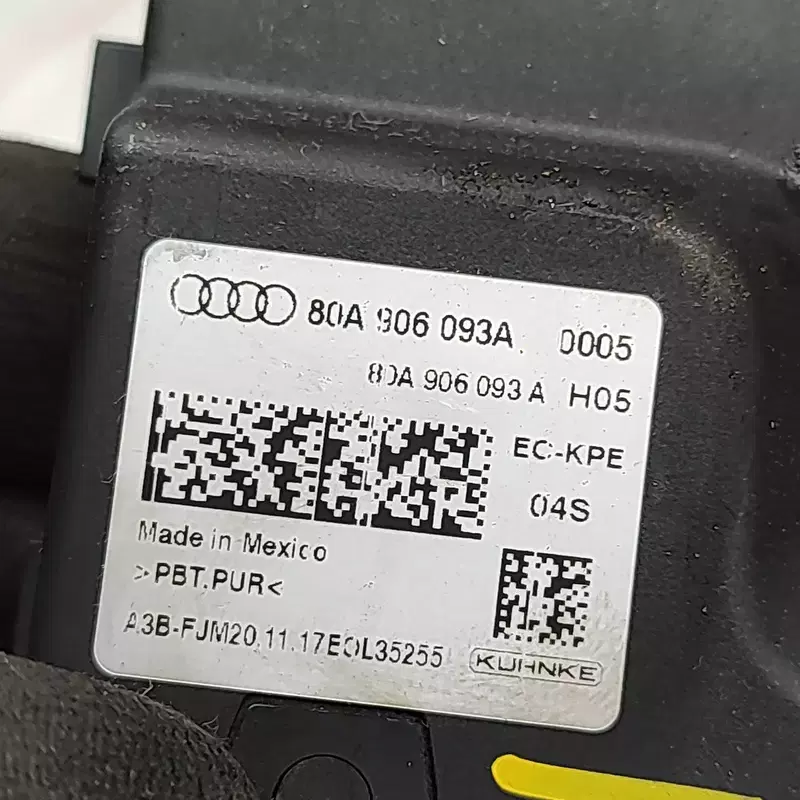 80A 906 093A 0005
80A 906 093 A H05
EC-KPE
04S
Made in Mexico
>PBT.PUR<
A3B-FJM20.11.17EOL35255
KUHNKE